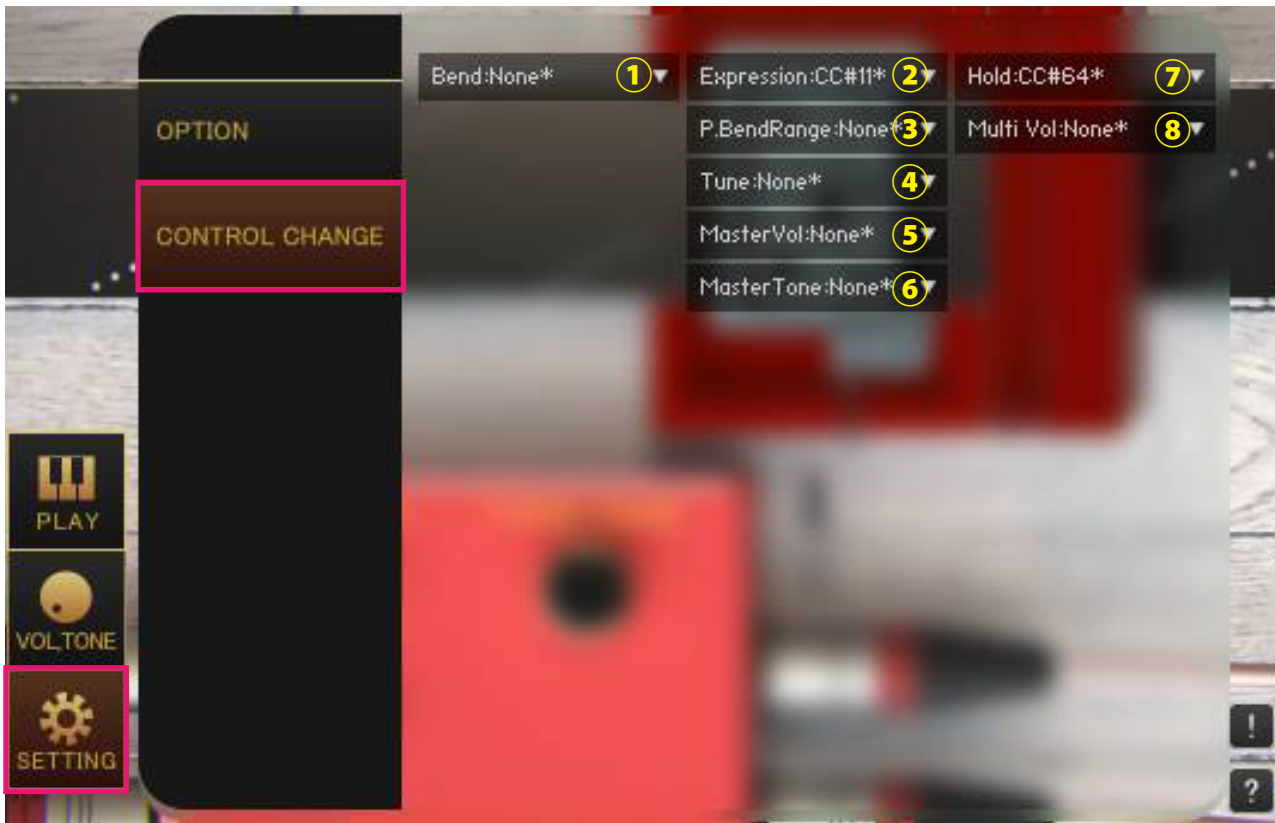 Bend:None* ①
Expression:CC#11* ②
Hold:CC#64* ⑦
OPTION
P.BendRange:None* ③
Multi Vol:None* ⑧
Tune:None* ④
CONTROL CHANGE
MasterVol:None* ⑤
MasterTone:None* ⑥
PLAY
VOL,TONE
SETTING
!
?